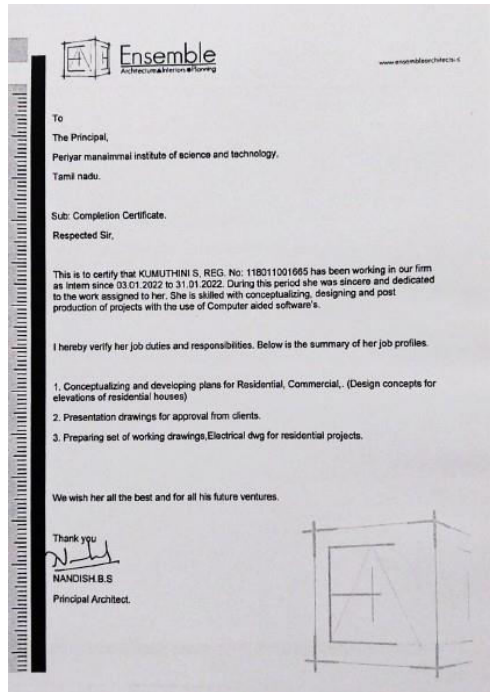 Ensemble
Architecture Interiors Planning
To
The Principal,
Periyar manaimmal institute of science and technology,
Tamil nadu.
Sub: Completion Certificate.
Respected Sir,
This is to certify that KUMUTHINI S, REG. No: 118011001665 has been working in our firm
as Intern since 03.01.2022 to 31.01.2022. During this period she was sincere and dedicated
to the work assigned to her. She is skilled with conceptualizing, designing and post
production of projects with the use of Computer aided software's.
I hereby verify her job duties and responsibilities. Below is the summary of her job profiles.
1. Conceptualizing and developing plans for Residential, Commercial,. (Design concepts for
elevations of residential houses)
2. Presentation drawings for approval from clients.
3. Preparing set of working drawings,Electrical dwg for residential projects.
We wish her all the best and for all his future ventures.
Thank you
NANDISH.B.S
Principal Architect.